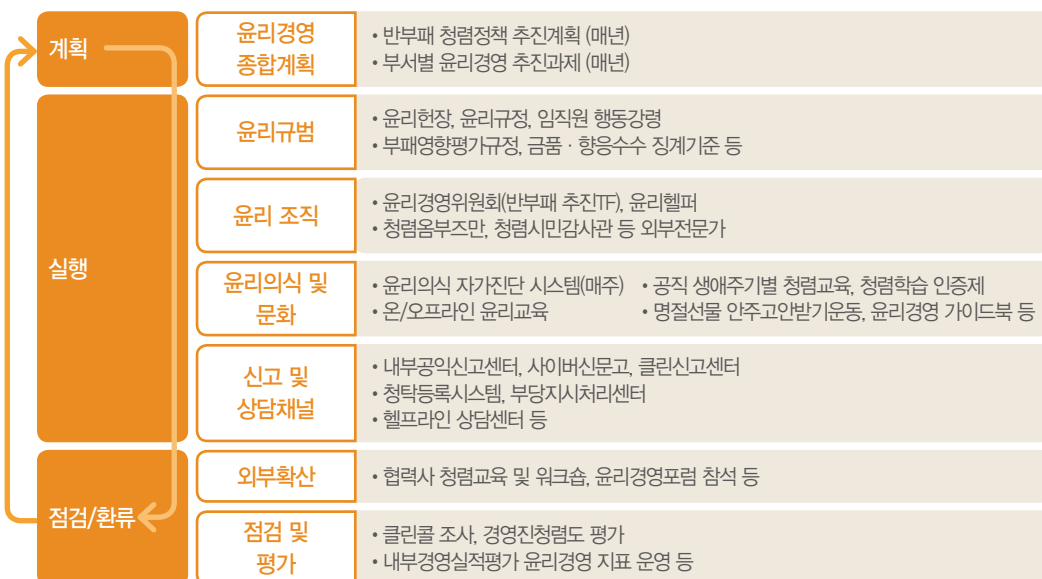 계획
윤리경영
종합계획
• 반부패 청렴정책 추진계획 (매년)
• 부서별 윤리경영 추진과제 (매년)
실행
윤리규범
• 윤리헌장, 윤리규정, 임직원 행동강령
• 부패영향평가규정, 금품 · 향응수수 징계기준 등
윤리 조직
• 윤리경영위원회(반부패 추진TF), 윤리헬퍼
• 청렴옴부즈만, 청렴시민감사관 등 외부전문가
윤리의식 및
문화
• 윤리의식 자가진단 시스템(매주) • 공직 생애주기별 청렴교육, 청렴학습 인증제
• 온/오프라인 윤리교육 • 명절선물 안주고안받기운동, 윤리경영 가이드북 등
신고 및
상담채널
• 내부공익신고센터, 사이버신문고, 클린신고센터
• 청탁등록시스템, 부당지시처리센터
• 헬프라인 상담센터 등
점검/환류
외부확산
• 협력사 청렴교육 및 워크숍, 윤리경영포럼 참석 등
점검 및
평가
• 클린콜 조사, 경영진청렴도 평가
• 내부경영실적평가 윤리경영 지표 운영 등